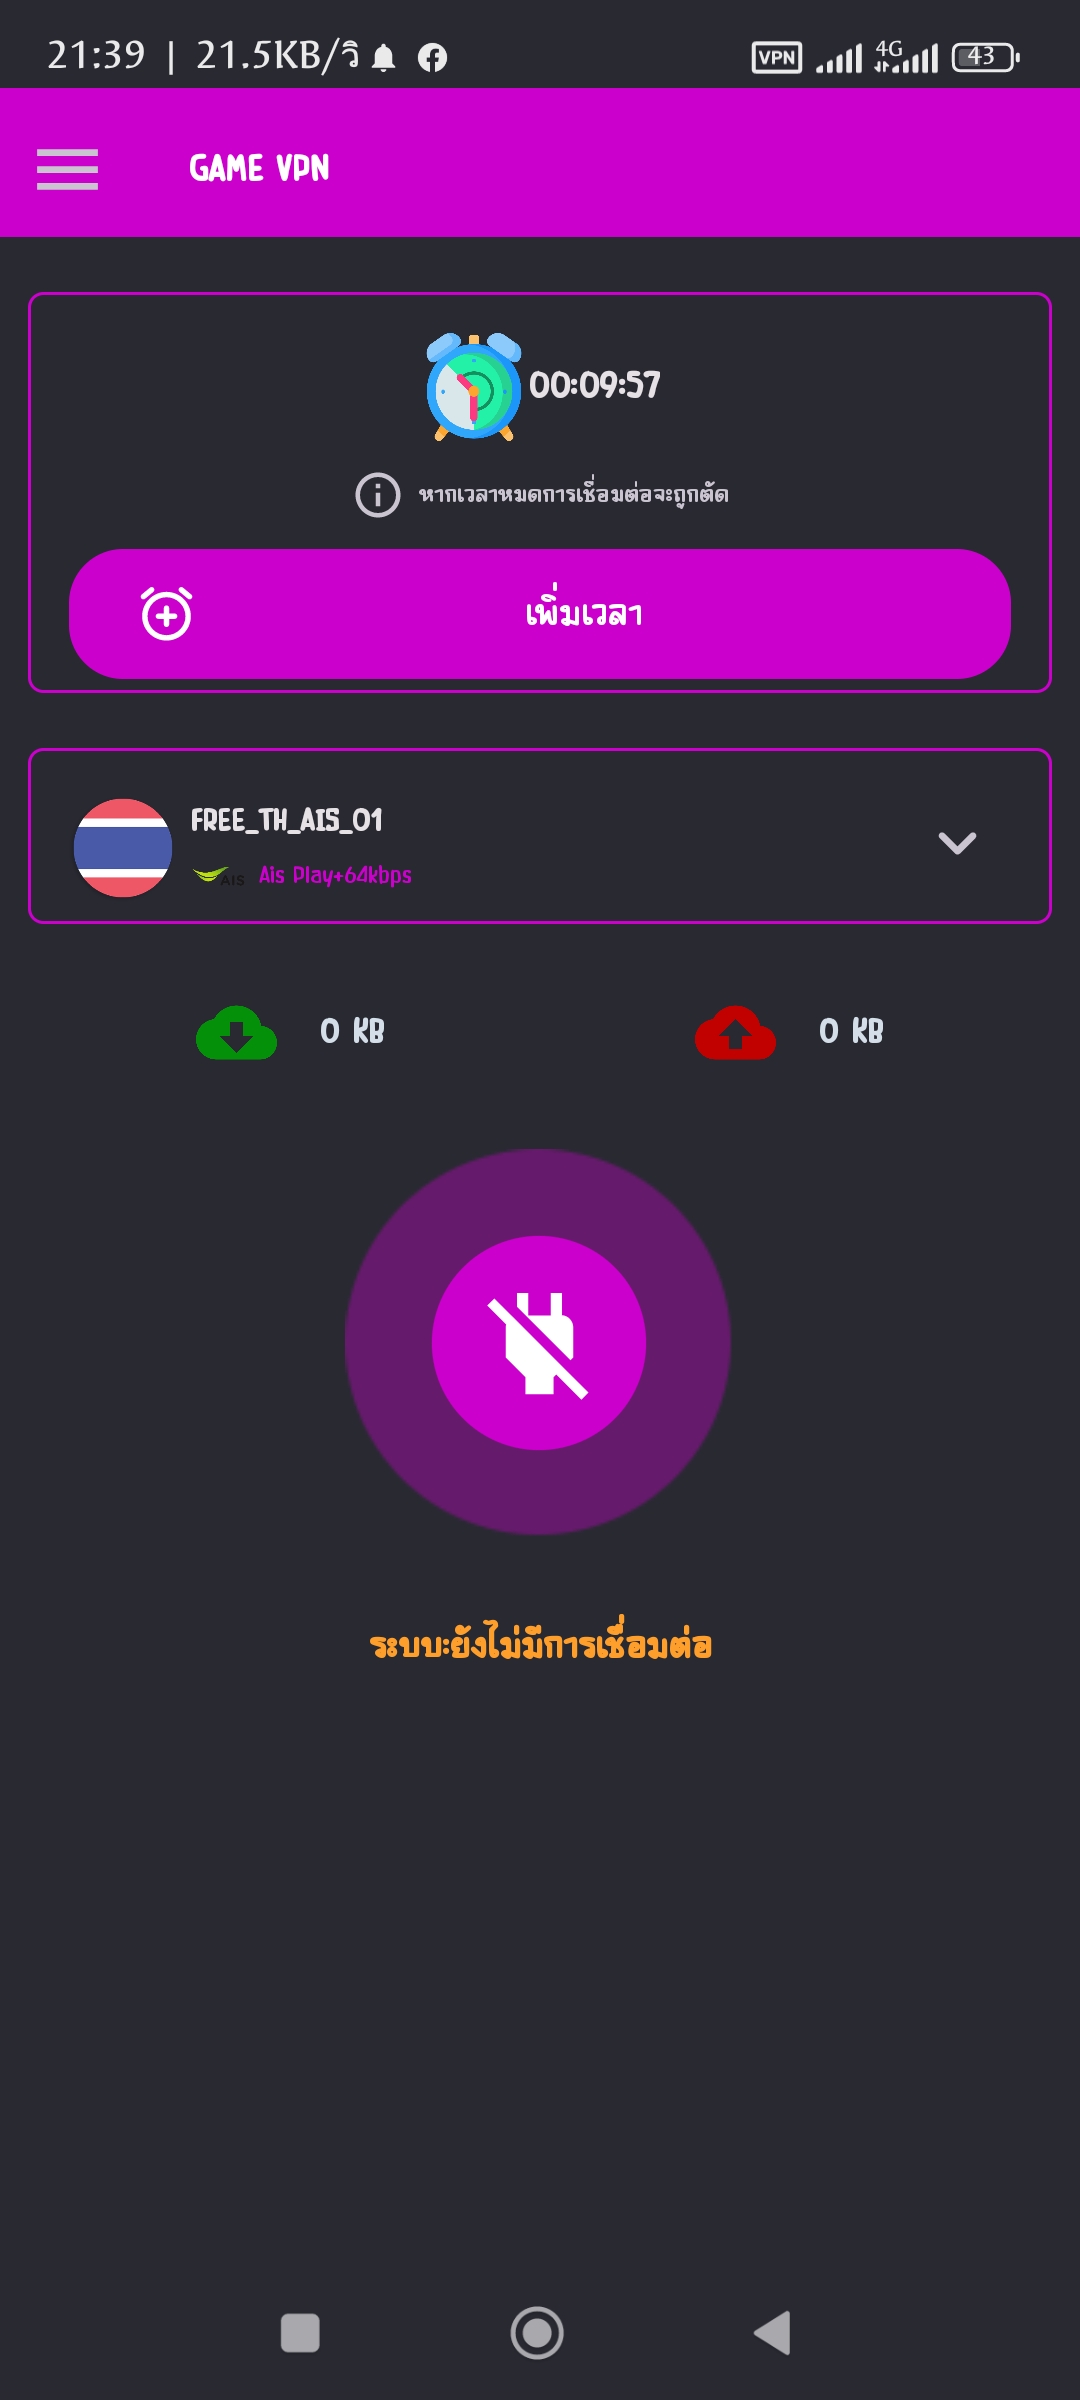 21:39 | 21.5KB/วิ
VPN 4G 43
GAME VPN
00:09:57
หากเวลาหมดการเชื่อมต่อจะถูกตัด
เพิ่มเวลา
FREE_TH_AIS_01
AIS Ais Play+64kbps
0 KB 0 KB
ระบบ:ยังไม่มีการเชื่อมต่อ